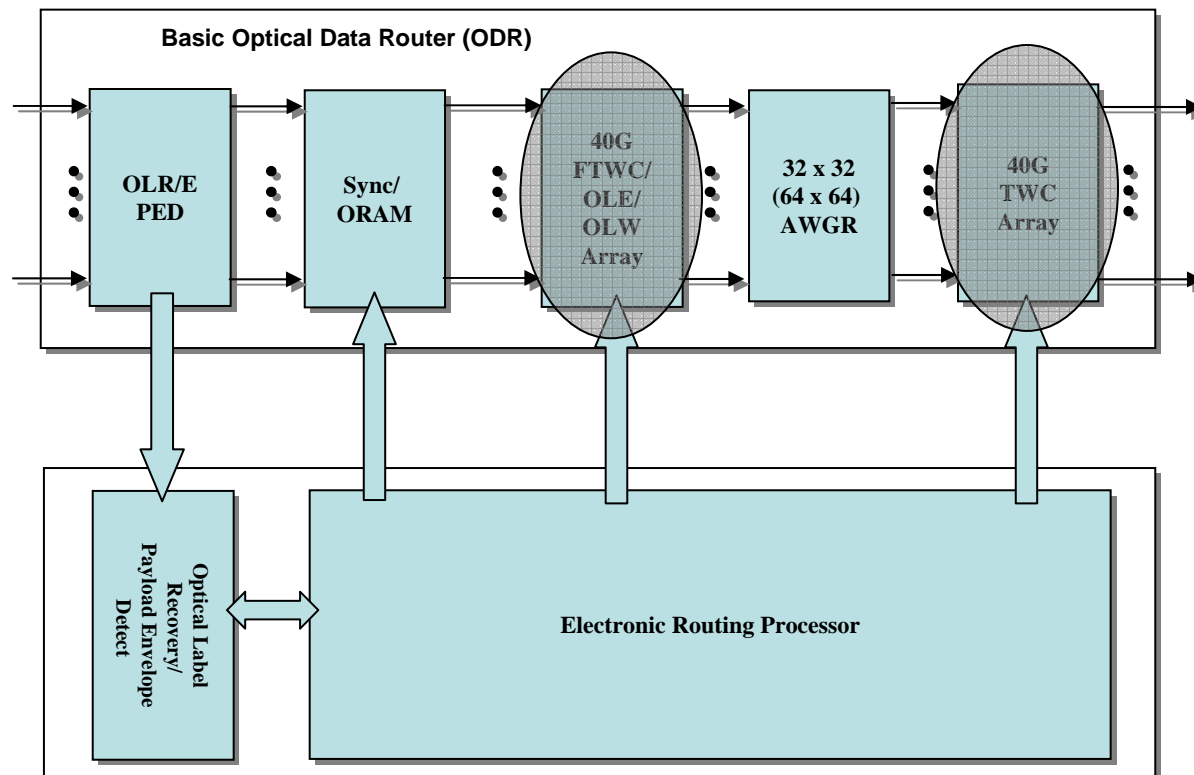 Basic Optical Data Router (ODR)
OLR/E
PED
Sync/
ORAM
40G
FTWC/
OLE/
OLW
Array
32 x 32
(64 x 64)
AWGR
40G
TWC
Array
Optical Label
Recovery/
Payload Envelope
Detect
Electronic Routing Processor